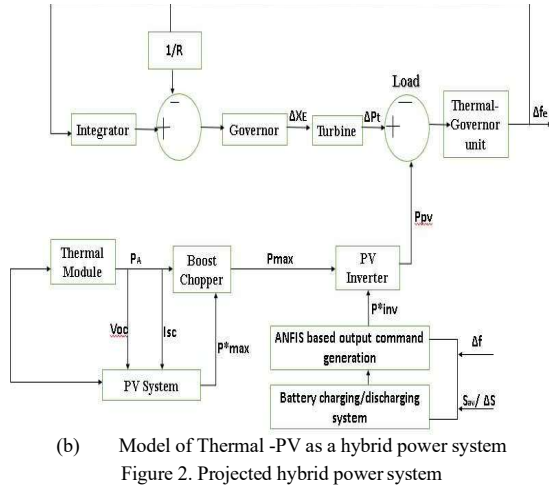 1/R
−
Load
−
Integrator
+
Governor
ΔXE
Turbine
ΔPt
+
Thermal-
Governor
unit
Δfe
Ppv
Thermal
Module
PA
Boost
Chopper
Pmax
PV
Inverter
Voc
Isc
P*max
P*inv
PV System
ANFIS based output command
generation
Δf
Battery charging/discharging
system
Sav/ ΔS
(b) Model of Thermal -PV as a hybrid power system
Figure 2. Projected hybrid power system